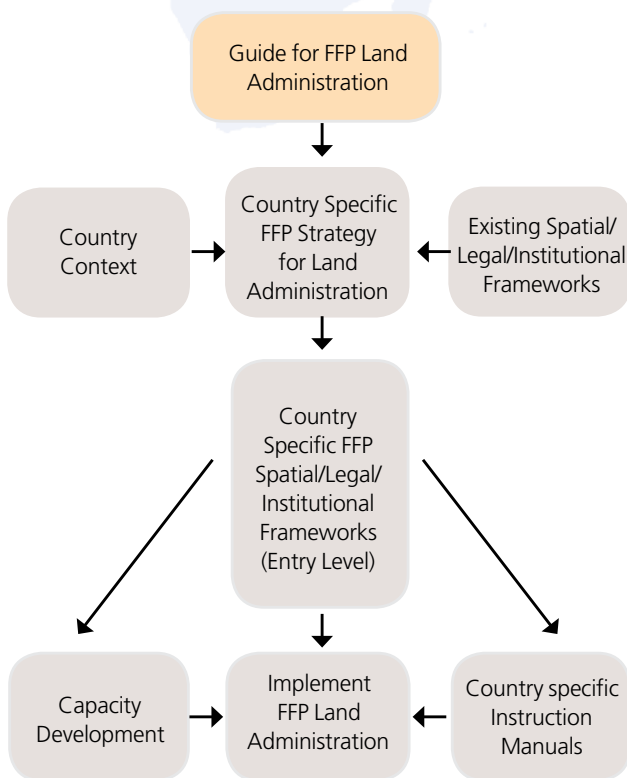 Guide for FFP Land
Administration
Country
Context
Country Specific
FFP Strategy
for Land
Administration
Existing Spatial/
Legal/Institutional
Frameworks
Country
Specific FFP
Spatial/Legal/
Institutional
Frameworks
(Entry Level)
Capacity
Development
Implement
FFP Land
Administration
Country specific
Instruction
Manuals